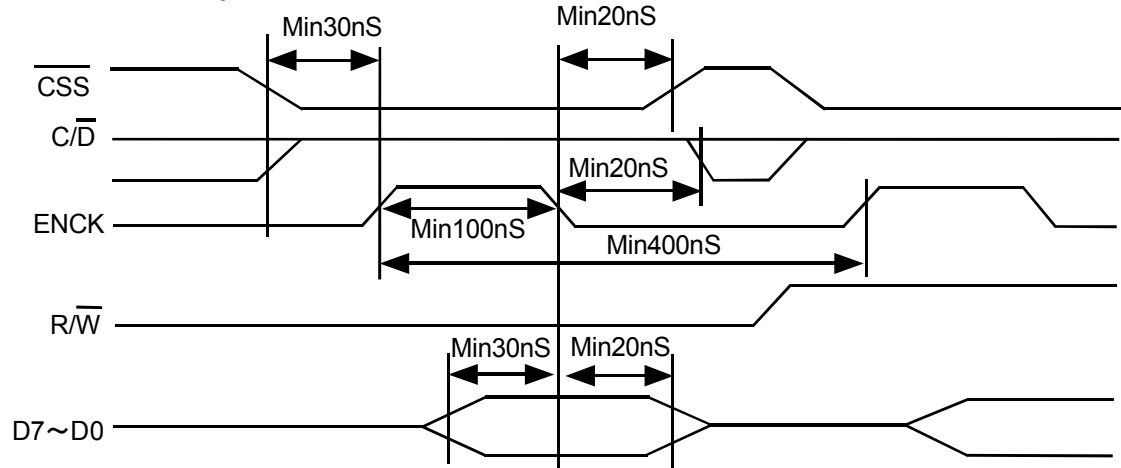 Min30nS
Min20nS
CSS
C/D
Min20nS
ENCK
Min100nS
Min400nS
R/W
Min30nS
Min20nS
D7～D0